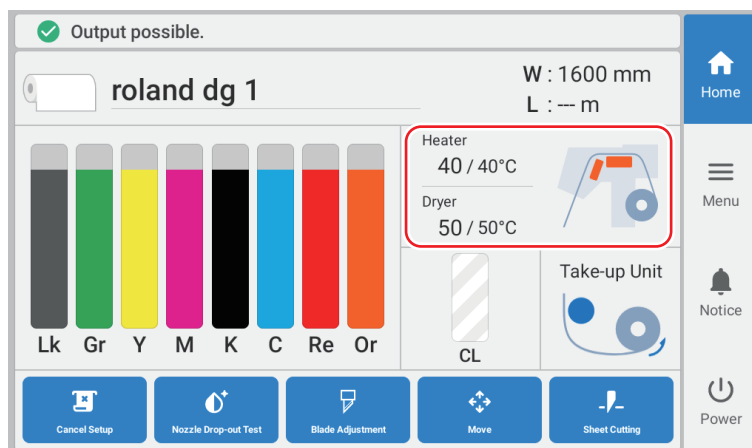 Output possible.
roland dg 1
W : 1600 mm
L : --- m
Heater
40 / 40°C
Dryer
50 / 50°C
Lk Gr Y M K C Re Or
CL
Take-up Unit
Cancel Setup
Nozzle Drop-out Test
Blade Adjustment
Move
Sheet Cutting
Home
Menu
Notice
Power